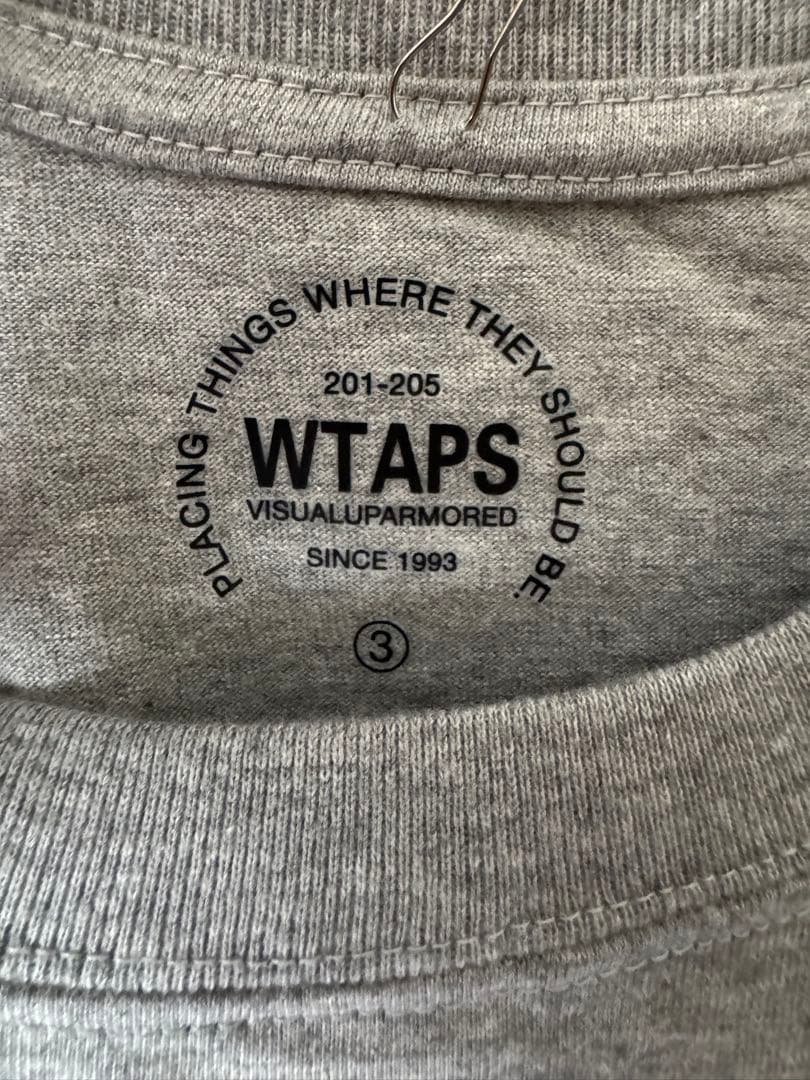 PLACING THINGS WHERE THEY SHOULD BE.
201-205
WTAPS
VISUALUPARMORED
SINCE 1993
3